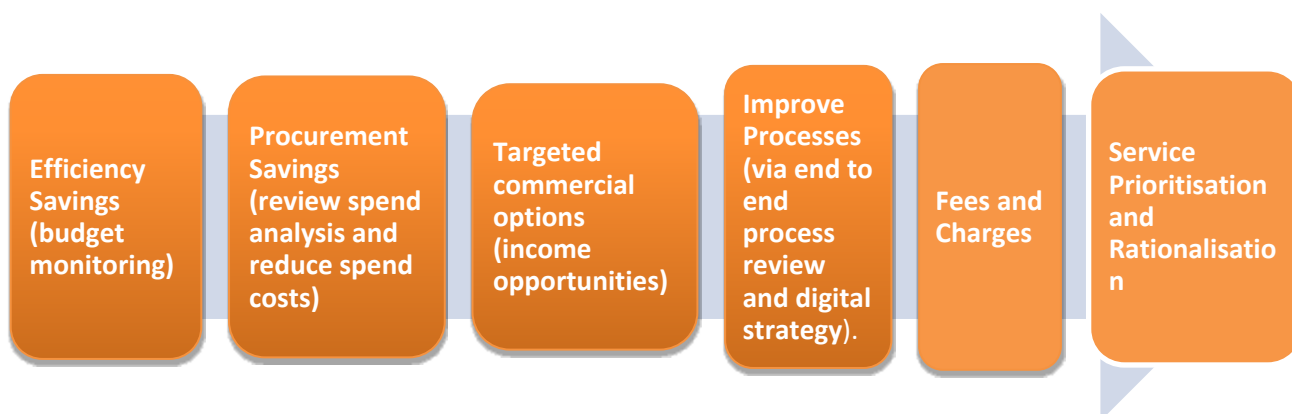 Efficiency
Savings
(budget
monitoring)
Procurement
Savings
(review spend
analysis and
reduce spend
costs)
Targeted
commercial
options
(income
opportunities)
Improve
Processes
(via end to
end
process
review
and digital
strategy).
Fees and
Charges
Service
Prioritisation
and
Rationalisatio
n